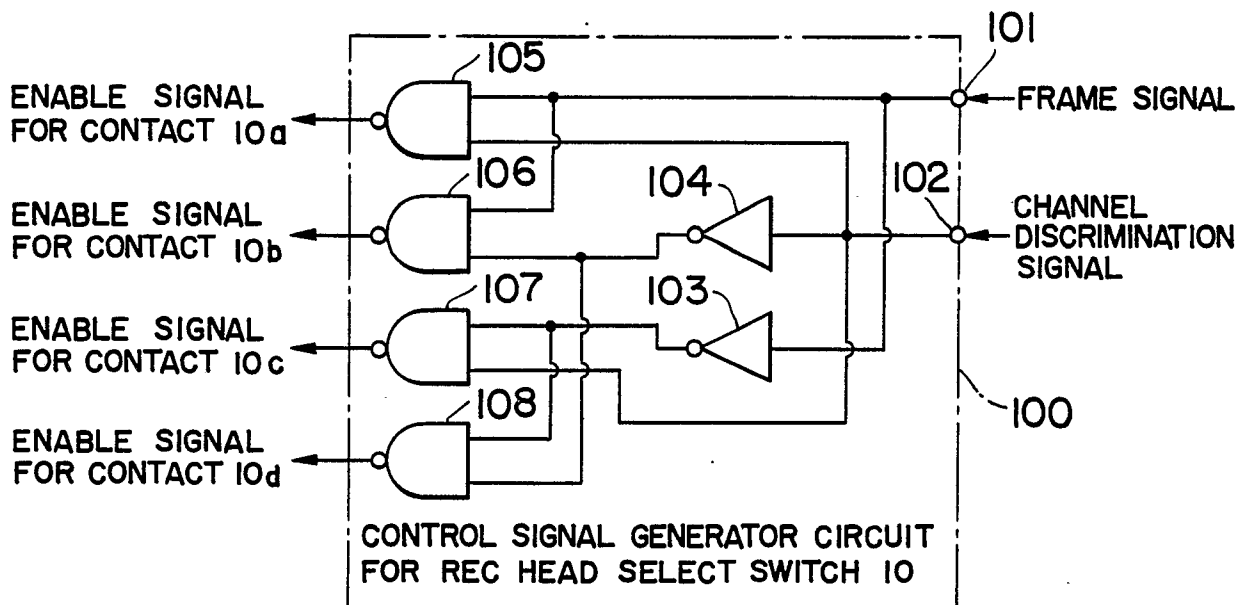 101
105
ENABLE SIGNAL
FOR CONTACT 10a
FRAME SIGNAL
106
104
102
ENABLE SIGNAL
FOR CONTACT 10b
CHANNEL
DISCRIMINATION
SIGNAL
107
103
ENABLE SIGNAL
FOR CONTACT 10c
108
100
ENABLE SIGNAL
FOR CONTACT 10d
CONTROL SIGNAL GENERATOR CIRCUIT
FOR REC HEAD SELECT SWITCH 10